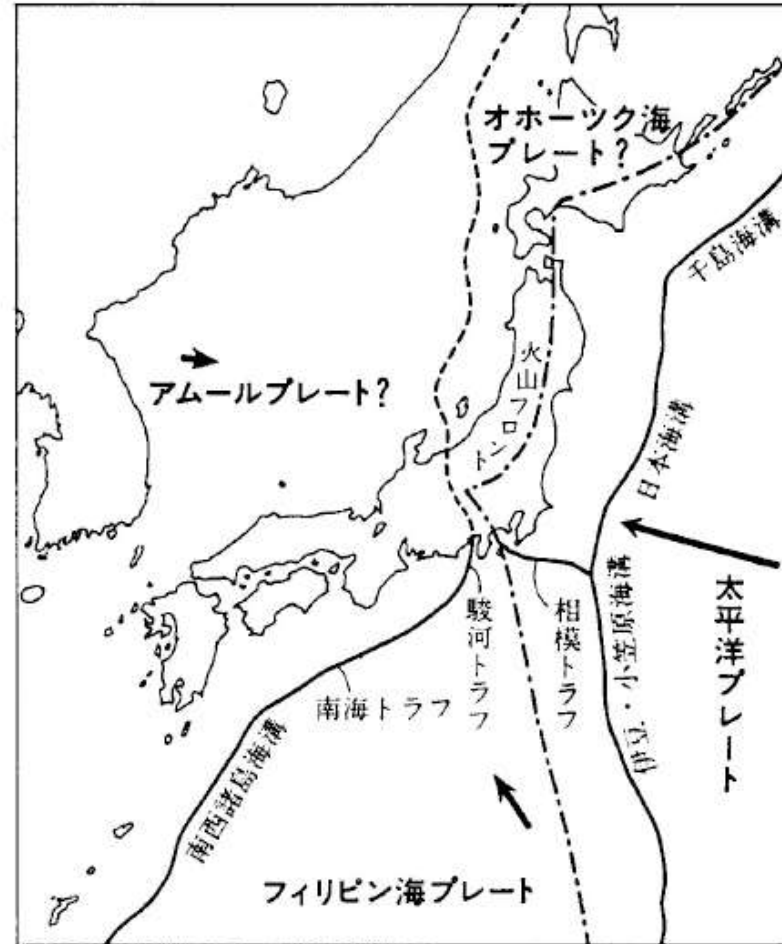 オホーツク海
プレート?
千島海溝
火山フロント
アムールプレート?
日本海溝
太平洋プレート
伊豆・小笠原海溝
相模トラフ
駿河トラフ
南海トラフ
南西諸島海溝
フィリピン海プレート